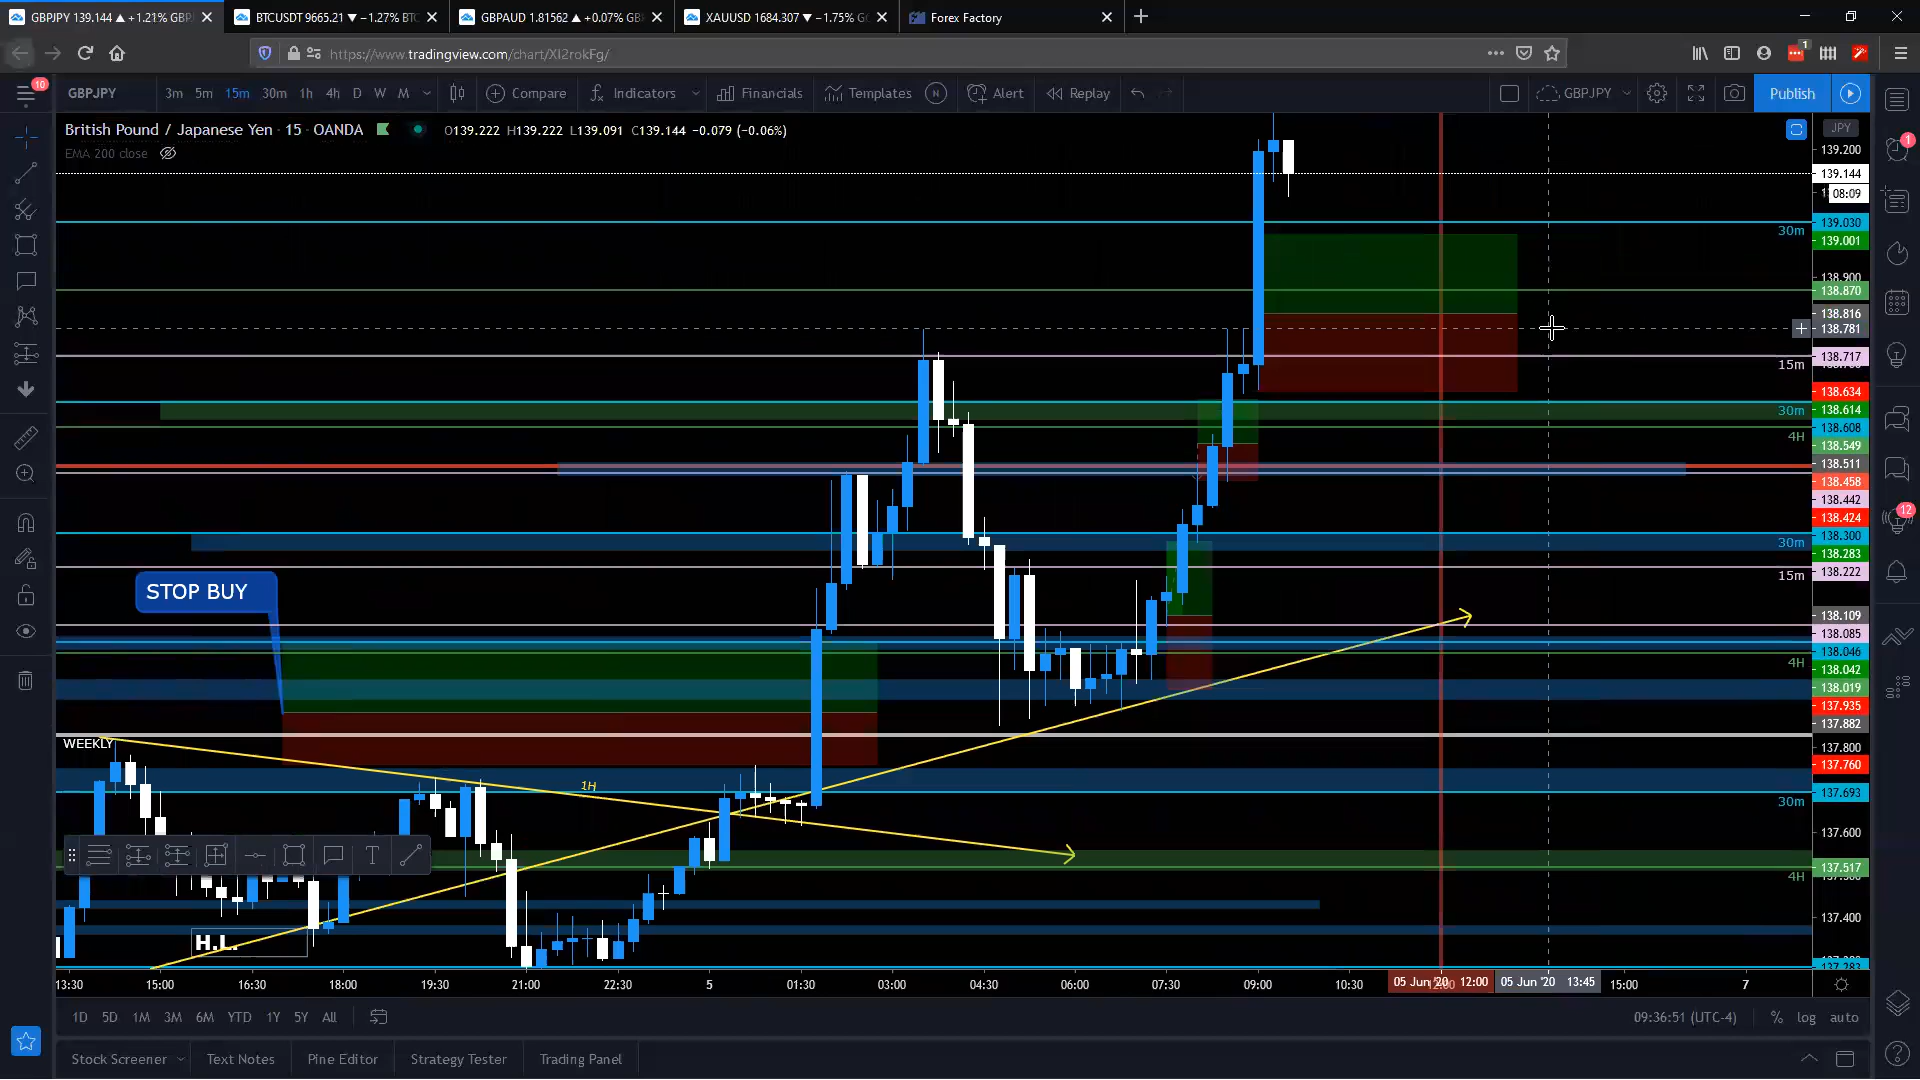 GBPJPY 139.144 ▲ +1.21% GBP
BTCUSDT 9665.21 ▼ −1.27% BTC
GBPAUD 1.81562 ▲ +0.07% GB
XAUUSD 1684.307 ▼ −1.75% GO
Forex Factory
https://www.tradingview.com/chart/XI2rokFg/
1
10
GBPJPY
3m 5m 15m 30m 1h 4h D W M
Compare
Indicators
Financials
Templates
N
Alert
Replay
GBPJPY
Publish
British Pound / Japanese Yen · 15 · OANDA
O139.222 H139.222 L139.091 C139.144 −0.079 (−0.06%)
EMA 200 close
JPY
139.200
139.144
08:09
139.030
30m
139.001
138.900
138.870
138.816
138.781
138.717
15m
138.634
30m
138.614
138.608
4H
138.549
138.511
138.458
138.442
138.424
138.300
30m
138.283
138.222
15m
STOP BUY
138.109
138.085
138.046
4H
138.042
138.019
137.935
137.882
WEEKLY
137.800
137.760
1H
137.693
30m
137.600
137.517
4H
137.400
H.L.
137.283
1
12
13:30 15:00 16:30 18:00 19:30 21:00 22:30 5 01:30 03:00 04:30 06:00 07:30 09:00 10:30 05 Jun '20 12:00 05 Jun '20 13:45 15:00 7
1D 5D 1M 3M 6M YTD 1Y 5Y All
09:36:51 (UTC-4)
% log auto
Stock Screener Text Notes Pine Editor Strategy Tester Trading Panel